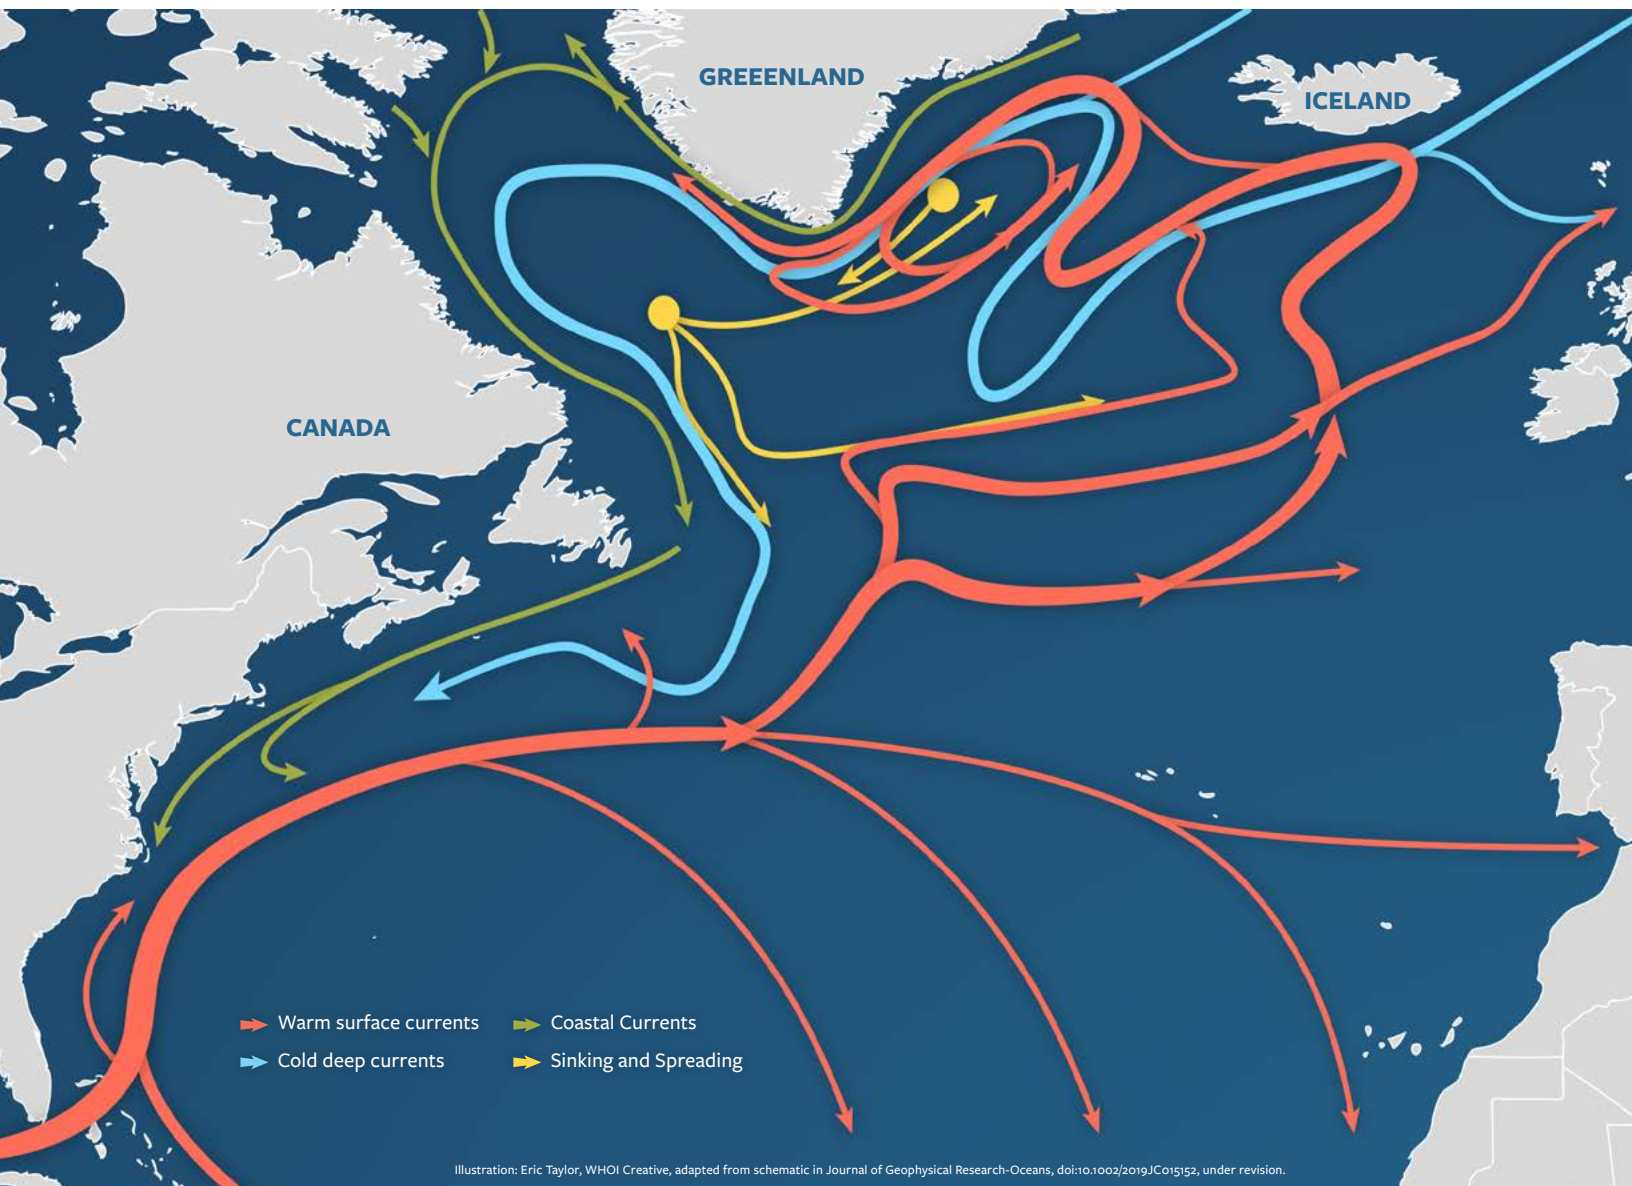 GREEENLAND
ICELAND
CANADA
Warm surface currents
Coastal Currents
Cold deep currents
Sinking and Spreading
Illustration: Eric Taylor, WHOI Creative, adapted from schematic in Journal of Geophysical Research-Oceans, doi:10.1002/2019JC015152, under revision.